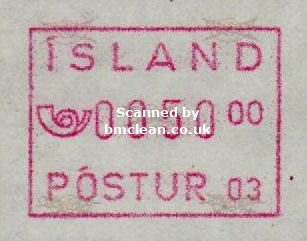 ÍSLAND
0050 00
Scanned by
bmclean.co.uk
PÓSTUR 03